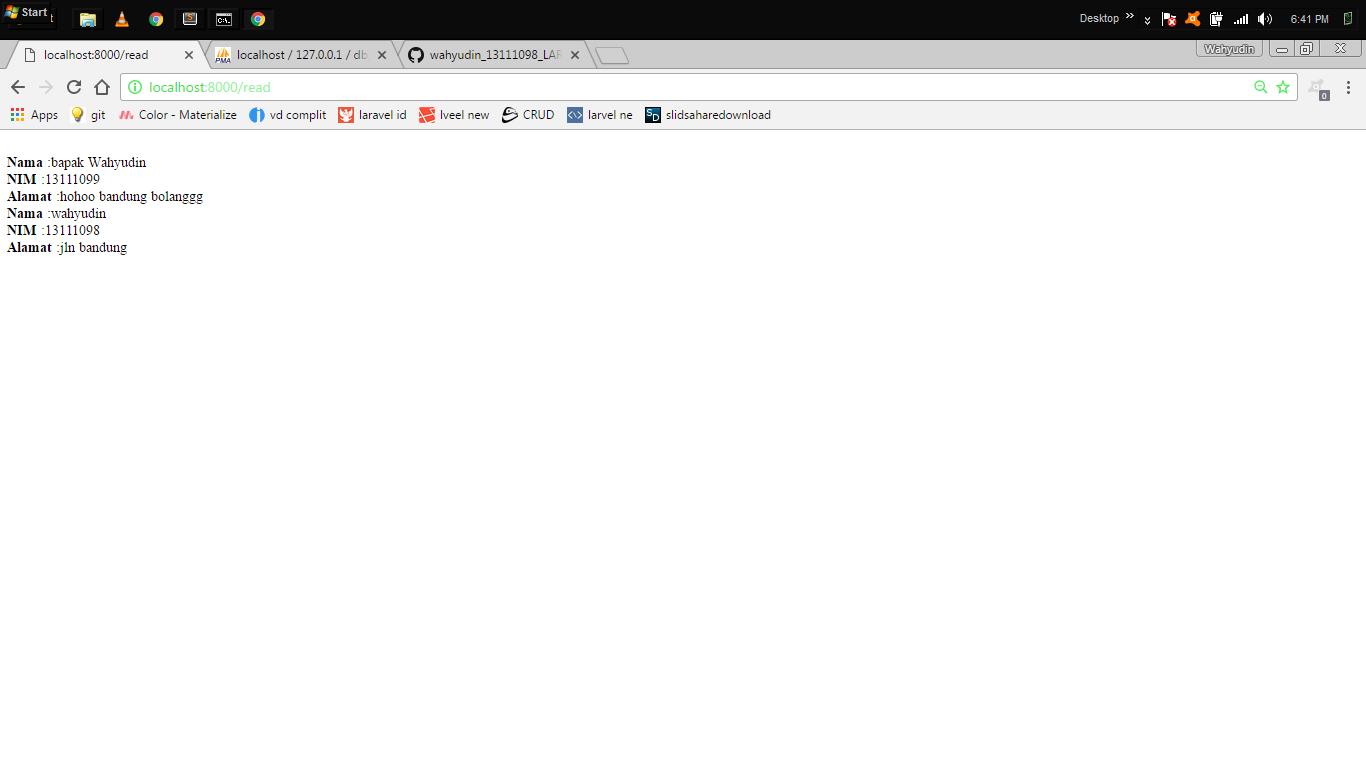 Start
Desktop »
6:41 PM
localhost:8000/read
localhost / 127.0.0.1 / db
wahyudin_13111098_LAR
Wahyudin
localhost:8000/read
0
Apps
git
Color - Materialize
vd complit
laravel id
lveel new
CRUD
larvel ne
slidsaharedownload
Nama :bapak Wahyudin
NIM :13111099
Alamat :hohoo bandung bolanggg
Nama :wahyudin
NIM :13111098
Alamat :jln bandung